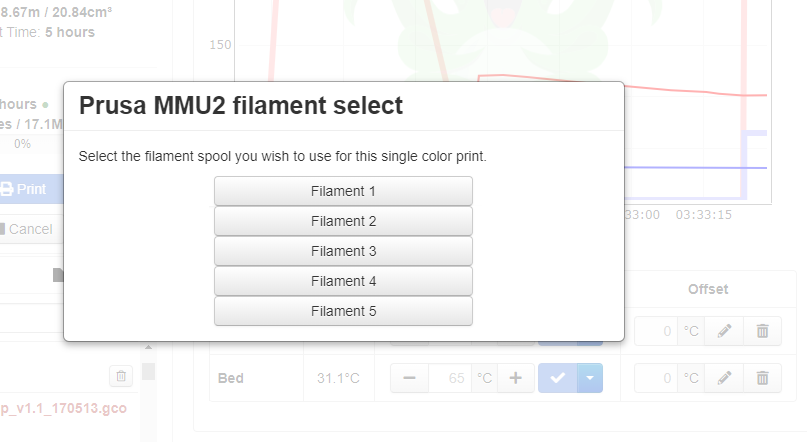 8.67m / 20.84cm³
t Time: 5 hours
150
hours
es / 17.1M
0%
Print
Cancel
Prusa MMU2 filament select
Select the filament spool you wish to use for this single color print.
Filament 1
Filament 2
Filament 3
Filament 4
Filament 5
33:00 03:33:15
Offset
0 °C
Bed 31.1°C 65 °C 0 °C
p_v1.1_170513.gco